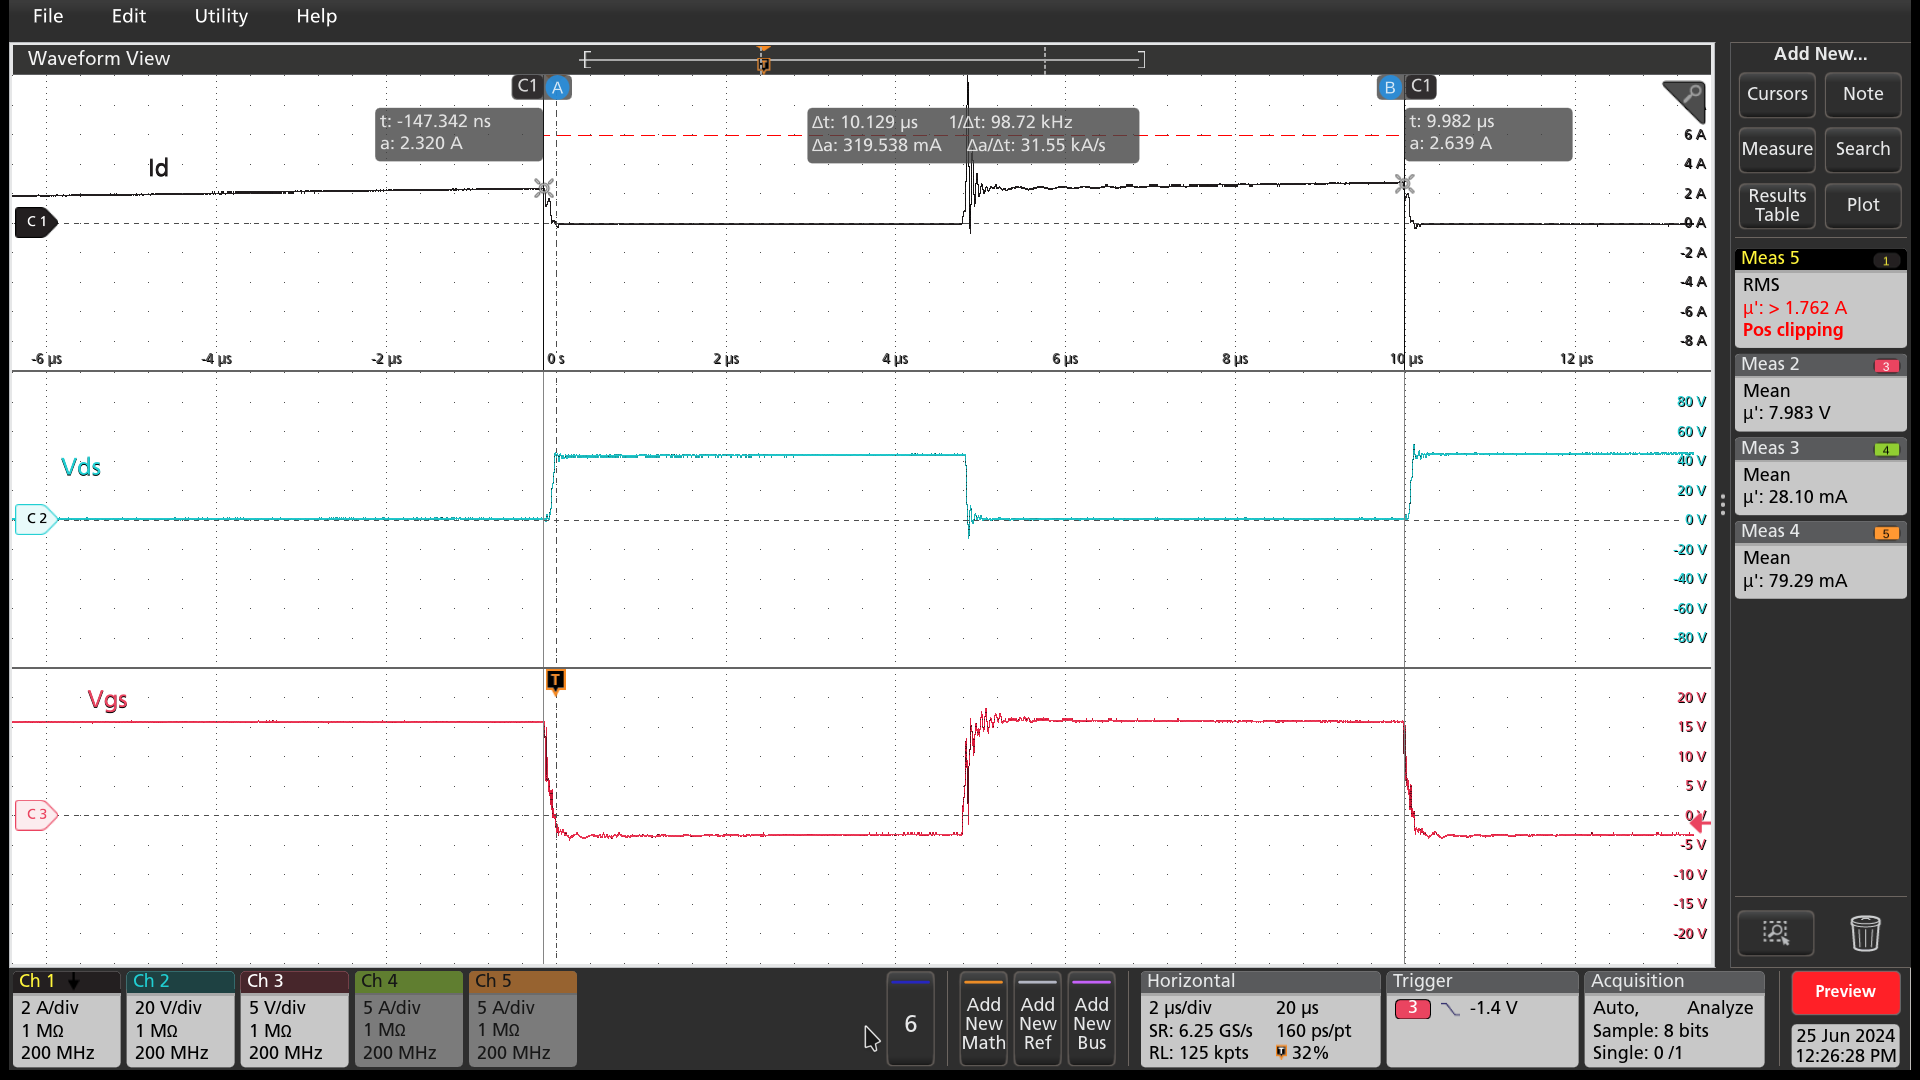 File Edit Utility Help
Waveform View
C1 A
B C1
t: -147.342 ns
a: 2.320 A
Δt: 10.129 µs 1/Δt: 98.72 kHz
Δa: 319.538 mA Δa/Δt: 31.55 kA/s
t: 9.982 µs
a: 2.639 A
Id
C 1
6 A
4 A
2 A
0 A
-2 A
-4 A
-6 A
-8 A
-6 µs -4 µs -2 µs 0 s 2 µs 4 µs 6 µs 8 µs 10 µs 12 µs
Vds
C 2
80 V
60 V
40 V
20 V
0 V
-20 V
-40 V
-60 V
-80 V
T
Vgs
C 3
20 V
15 V
10 V
5 V
0 V
-5 V
-10 V
-15 V
-20 V
Add New...
Cursors Note
Measure Search
Results Table Plot
Meas 5 1
RMS
µ': > 1.762 A
Pos clipping
Meas 2 3
Mean
µ': 7.983 V
Meas 3 4
Mean
µ': 28.10 mA
Meas 4 5
Mean
µ': 79.29 mA
Ch 1
2 A/div
1 MΩ
200 MHz
Ch 2
20 V/div
1 MΩ
200 MHz
Ch 3
5 V/div
1 MΩ
200 MHz
Ch 4
5 A/div
1 MΩ
200 MHz
Ch 5
5 A/div
1 MΩ
200 MHz
6
Add New Math
Add New Ref
Add New Bus
Horizontal
2 µs/div 20 µs
SR: 6.25 GS/s 160 ps/pt
RL: 125 kpts T 32%
Trigger
3 -1.4 V
Acquisition
Auto, Analyze
Sample: 8 bits
Single: 0 /1
Preview
25 Jun 2024
12:26:28 PM